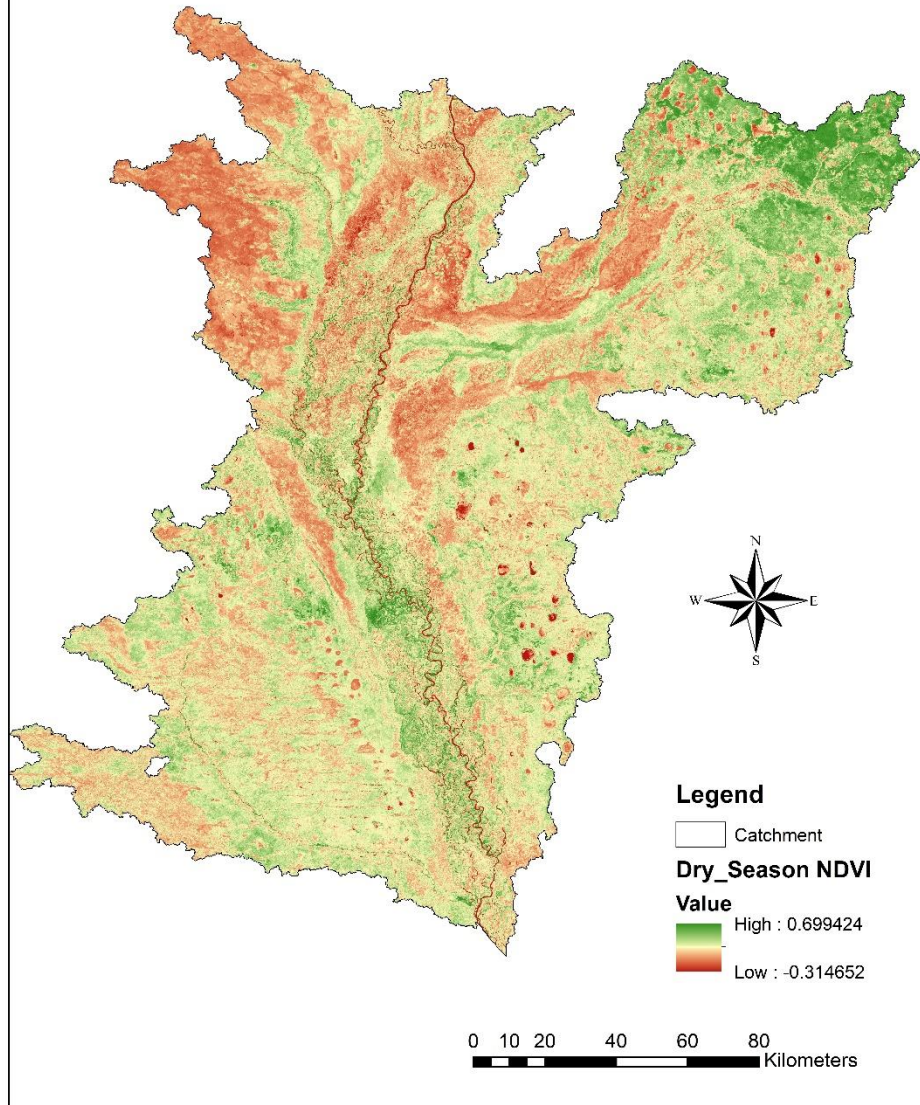 N
W E
S
Legend
Catchment
Dry_Season NDVI
Value
High : 0.699424
Low : -0.314652
0 10 20 40 60 80
Kilometers